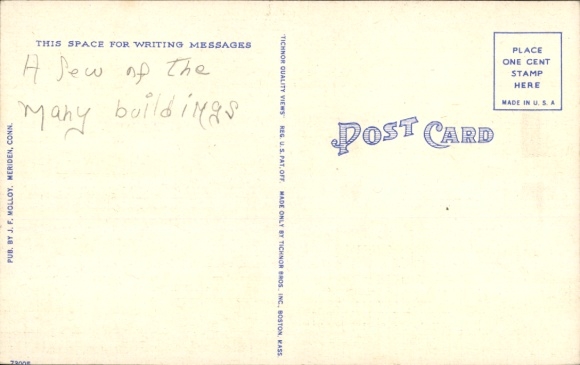 THIS SPACE FOR WRITING MESSAGES
A few of the
many buildings
PUB. BY J. F. MOLLOY, MERIDEN, CONN.
TICHNOR QUALITY VIEWS REG. U. S. PAT. OFF. MADE ONLY BY TICHNOR BROS., INC., BOSTON, MASS.
POST CARD
PLACE
ONE CENT
STAMP
HERE
MADE IN U. S. A